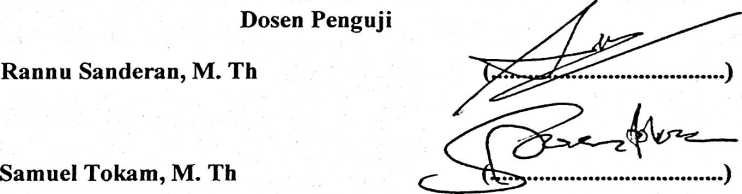 Dosen Penguji
Rannu Sanderan, M. Th (........................................)
Samuel Tokam, M. Th (........................................)